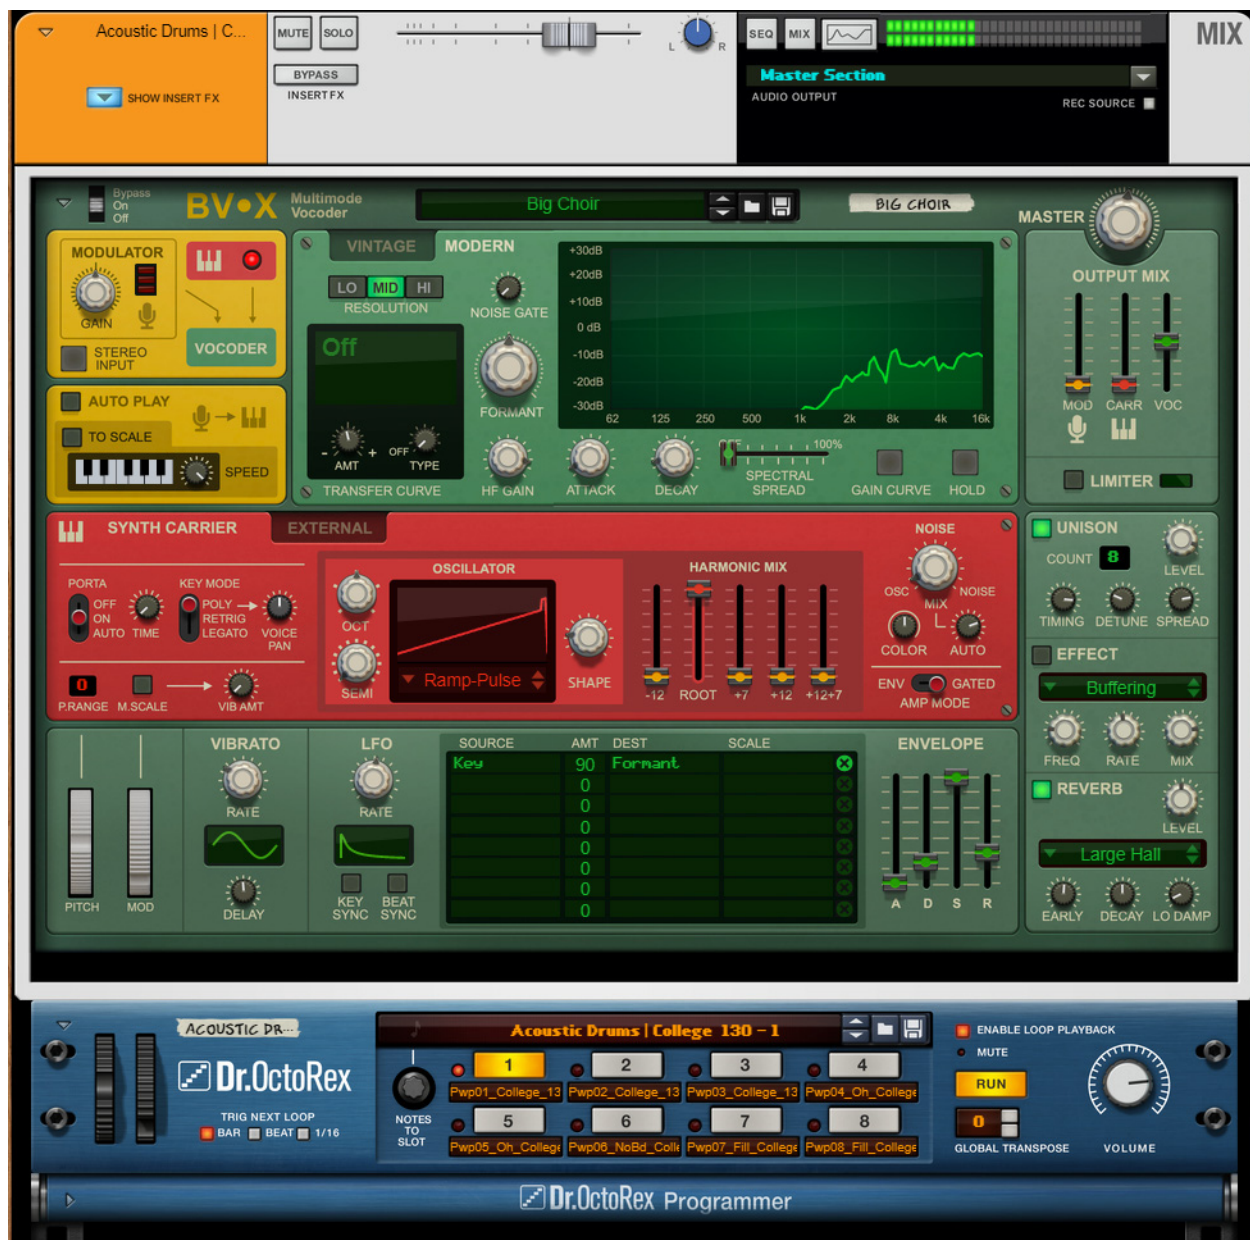 Acoustic Drums | C...
SHOW INSERT FX
MUTE SOLO
BYPASS
INSERT FX
L R
SEQ MIX
Master Section
AUDIO OUTPUT
REC SOURCE
MIX
Bypass
On
Off
BV•X Multimode Vocoder
Big Choir
BIG CHOIR
MASTER
MODULATOR
GAIN
STEREO INPUT
VOCODER
AUTO PLAY
TO SCALE
SPEED
VINTAGE MODERN
LO MID HI
RESOLUTION
NOISE GATE
Off
- AMT + OFF TYPE
TRANSFER CURVE
FORMANT
HF GAIN
+30dB
+20dB
+10dB
0 dB
-10dB
-20dB
-30dB
62 125 250 500 1k 2k 8k 4k 16k
ATTACK DECAY
OFF 100%
SPECTRAL SPREAD
GAIN CURVE HOLD
OUTPUT MIX
MOD CARR VOC
LIMITER
SYNTH CARRIER EXTERNAL
PORTA
OFF
ON
AUTO TIME
KEY MODE
POLY
RETRIG
LEGATO
VOICE PAN
0
P.RANGE M.SCALE VIB AMT
OSCILLATOR
OCT
SEMI
Ramp-Pulse
SHAPE
HARMONIC MIX
-12 ROOT +7 +12 +12+7
NOISE
OSC NOISE
MIX
COLOR AUTO
ENV GATED
AMP MODE
UNISON
COUNT 8
LEVEL
TIMING DETUNE SPREAD
EFFECT
Buffering
FREQ RATE MIX
REVERB
LEVEL
Large Hall
EARLY DECAY LO DAMP
PITCH MOD
VIBRATO
RATE
DELAY
LFO
RATE
KEY SYNC BEAT SYNC
SOURCE AMT DEST SCALE
Key 90 Formant
0
0
0
0
0
0
0
ENVELOPE
A D S R
ACOUSTIC DR...
Dr.OctoRex
TRIG NEXT LOOP
BAR BEAT 1/16
NOTES TO SLOT
Acoustic Drums | College 130 - 1
1 2 3 4
Pwp01_College_13 Pwp02_College_13 Pwp03_College_13 Pwp04_Oh_College
5 6 7 8
Pwp05_Oh_College Pwp06_NoBd_Colle Pwp07_Fill_College Pwp08_Fill_College
ENABLE LOOP PLAYBACK
MUTE
RUN
0
GLOBAL TRANSPOSE
VOLUME
Dr.OctoRex Programmer